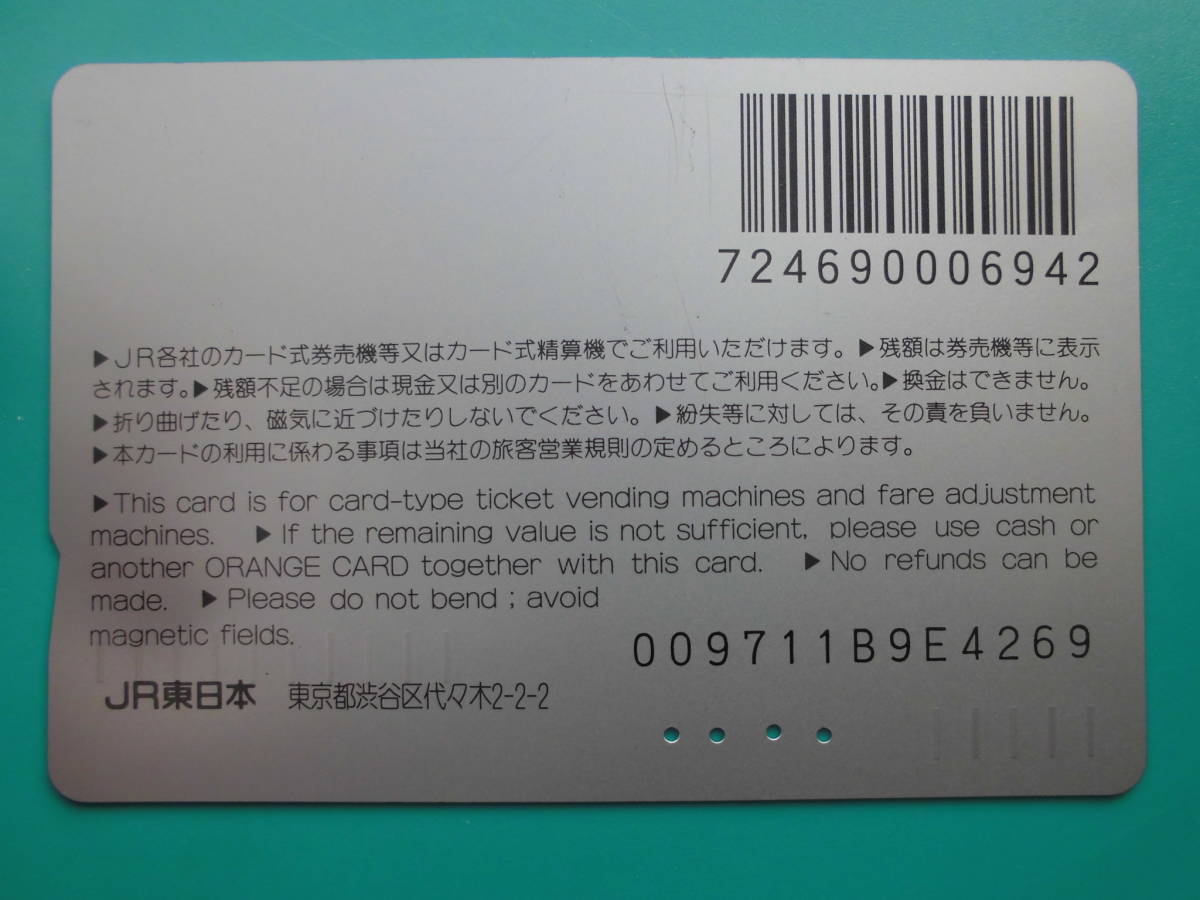 724690006942
▶JR各社のカード式券売機等又はカード式精算機でご利用いただけます。▶残額は券売機等に表示
されます。▶残額不足の場合は現金又は別のカードをあわせてご利用ください。▶換金はできません。
▶折り曲げたり、磁気に近づけたりしないでください。▶紛失等に対しては、その責を負いません。
▶本カードの利用に係わる事項は当社の旅客営業規則の定めるところによります。
▶This card is for card-type ticket vending machines and fare adjustment
machines. ▶If the remaining value is not sufficient, please use cash or
another ORANGE CARD together with this card. ▶No refunds can be
made. ▶Please do not bend ; avoid
magnetic fields.
009711B9E4269
JR東日本 東京都渋谷区代々木2-2-2